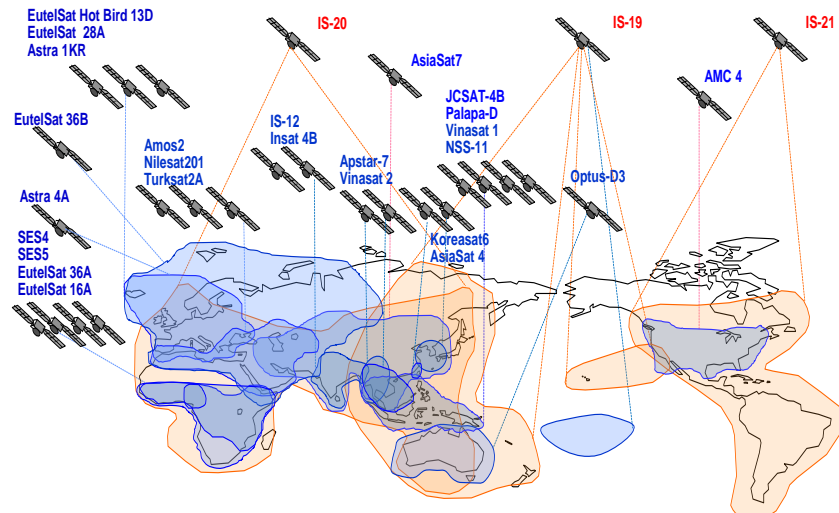 EutelSat Hot Bird 13D
EutelSat 28A
Astra 1KR
IS-20
AsiaSat7
IS-19
IS-21
AMC 4
EutelSat 36B
Amos2
Nilesat201
Turksat2A
IS-12
Insat 4B
Apstar-7
Vinasat 2
JCSAT-4B
Palapa-D
Vinasat 1
NSS-11
Optus-D3
Astra 4A
SES4
SES5
EutelSat 36A
EutelSat 16A
Koreasat6
AsiaSat 4